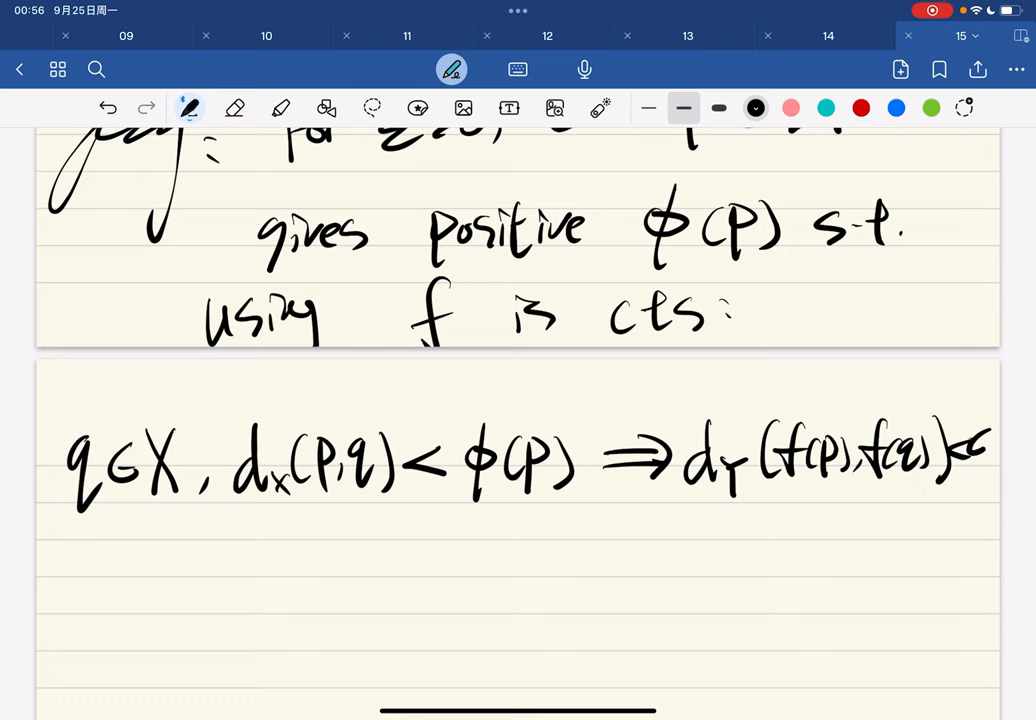 00:56 9月25日周一
09 10 11 12 13 14 15
T
for
gives positive ϕ(p) s.t.
using f is cts:
q∈X, dx(p,q) < ϕ(p) ⟹ dY(f(p), f(q)) <